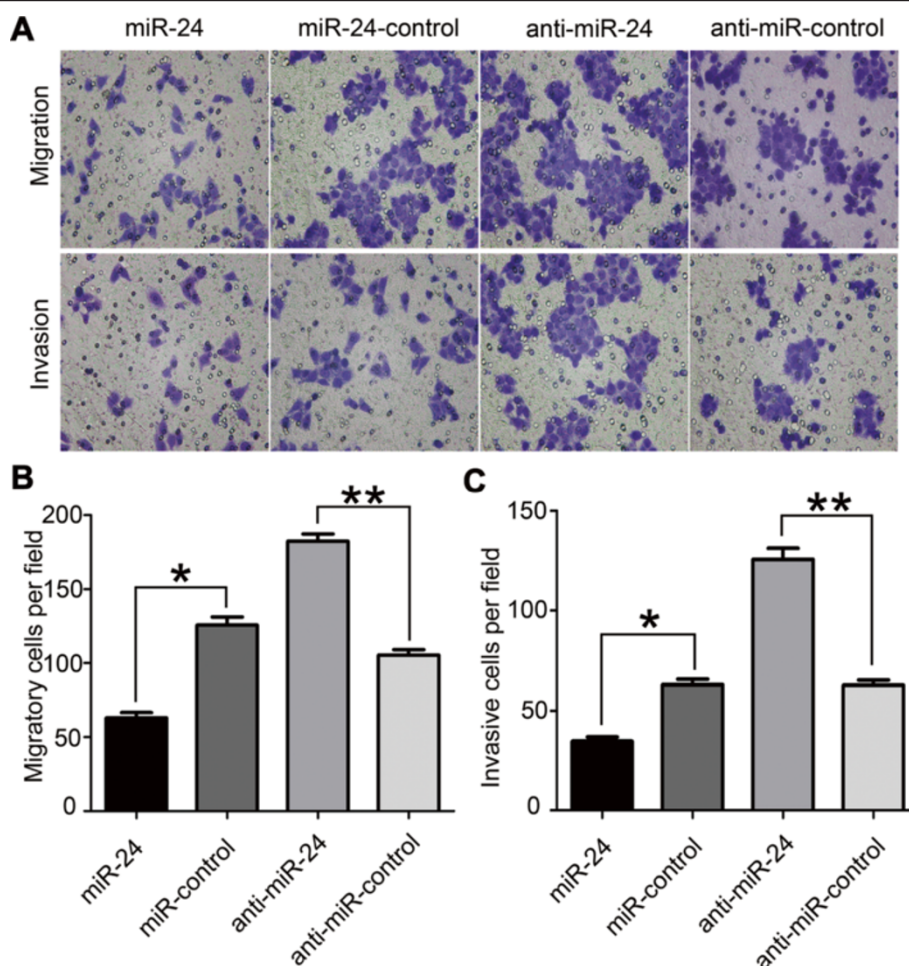 A
miR-24 miR-24-control anti-miR-24 anti-miR-control
Migration
Invasion
B
Migratory cells per field
200
150
100
50
0
*
**
miR-24
miR-control
anti-miR-24
anti-miR-control
C
Invasive cells per field
150
100
50
0
*
**
miR-24
miR-control
anti-miR-24
anti-miR-control